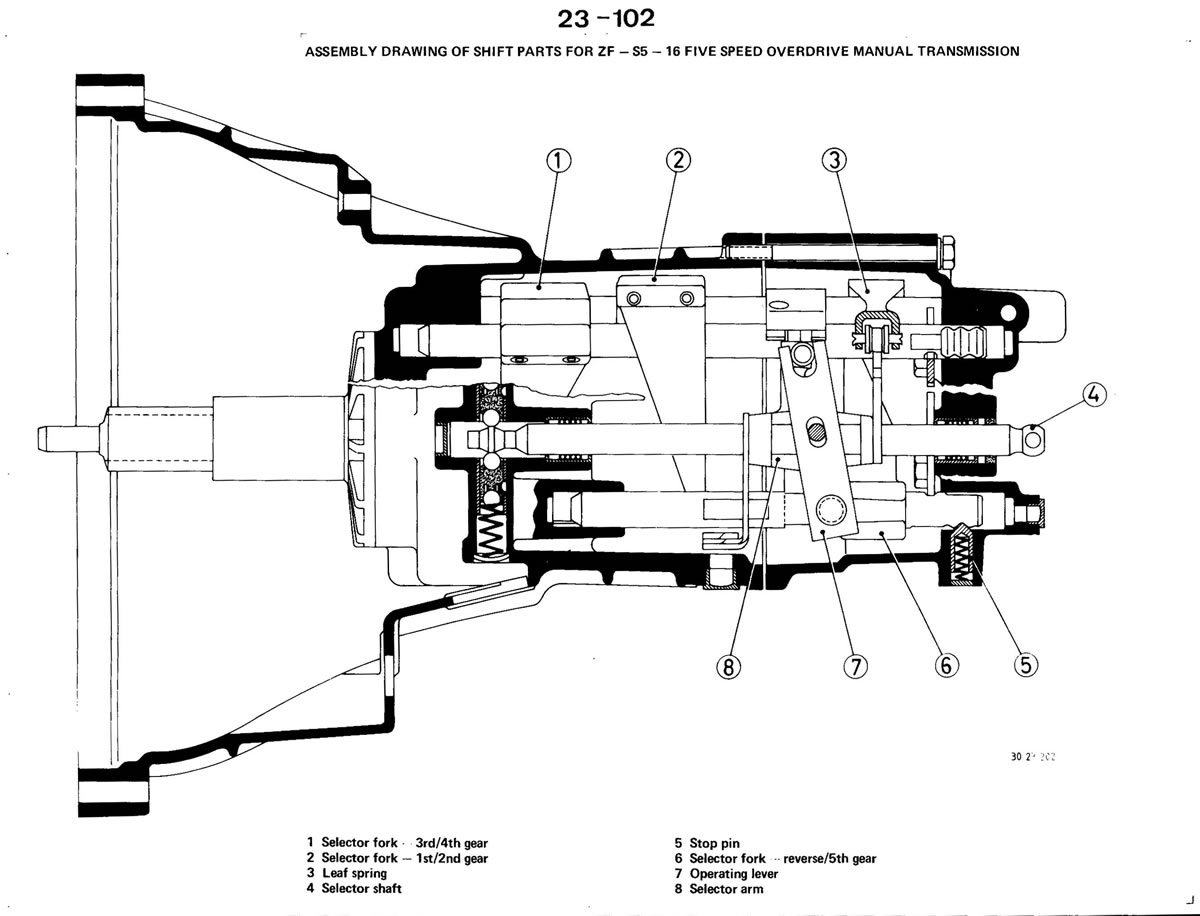 23-102
ASSEMBLY DRAWING OF SHIFT PARTS FOR ZF – S5 – 16 FIVE SPEED OVERDRIVE MANUAL TRANSMISSION
1 2 3
4
8 7 6 5
30 2
1 Selector fork - 3rd/4th gear
2 Selector fork – 1st/2nd gear
3 Leaf spring
4 Selector shaft
5 Stop pin
6 Selector fork - reverse/5th gear
7 Operating lever
8 Selector arm